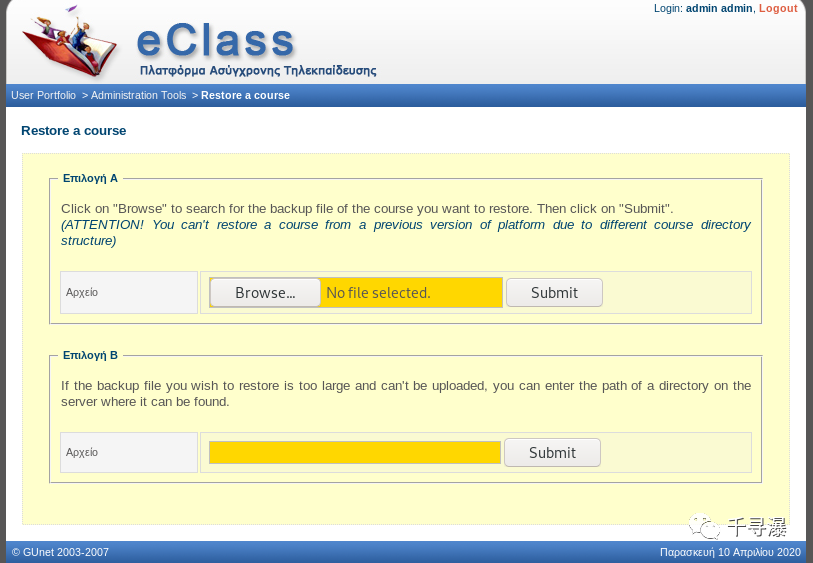 Login: admin admin, Logout
eClass
Πλατφόρμα Ασύγχρονης Τηλεκπαίδευσης
User Portfolio > Administration Tools > Restore a course
Restore a course
Επιλογή Α
Click on "Browse" to search for the backup file of the course you want to restore. Then click on "Submit".
(ATTENTION! You can't restore a course from a previous version of platform due to different course directory
structure)
Αρχείο Browse... No file selected. Submit
Επιλογή Β
If the backup file you wish to restore is too large and can't be uploaded, you can enter the path of a directory on the
server where it can be found.
Αρχείο Submit
千寻瀑
© GUnet 2003-2007 Παρασκευή 10 Απριλίου 2020